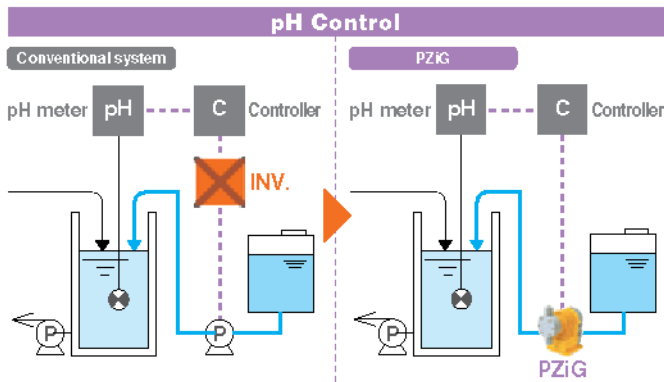 pH Control
Conventional system
PZiG
pH meter
pH
C
Controller
pH meter
pH
C
Controller
INV.
P
P
P
PZiG